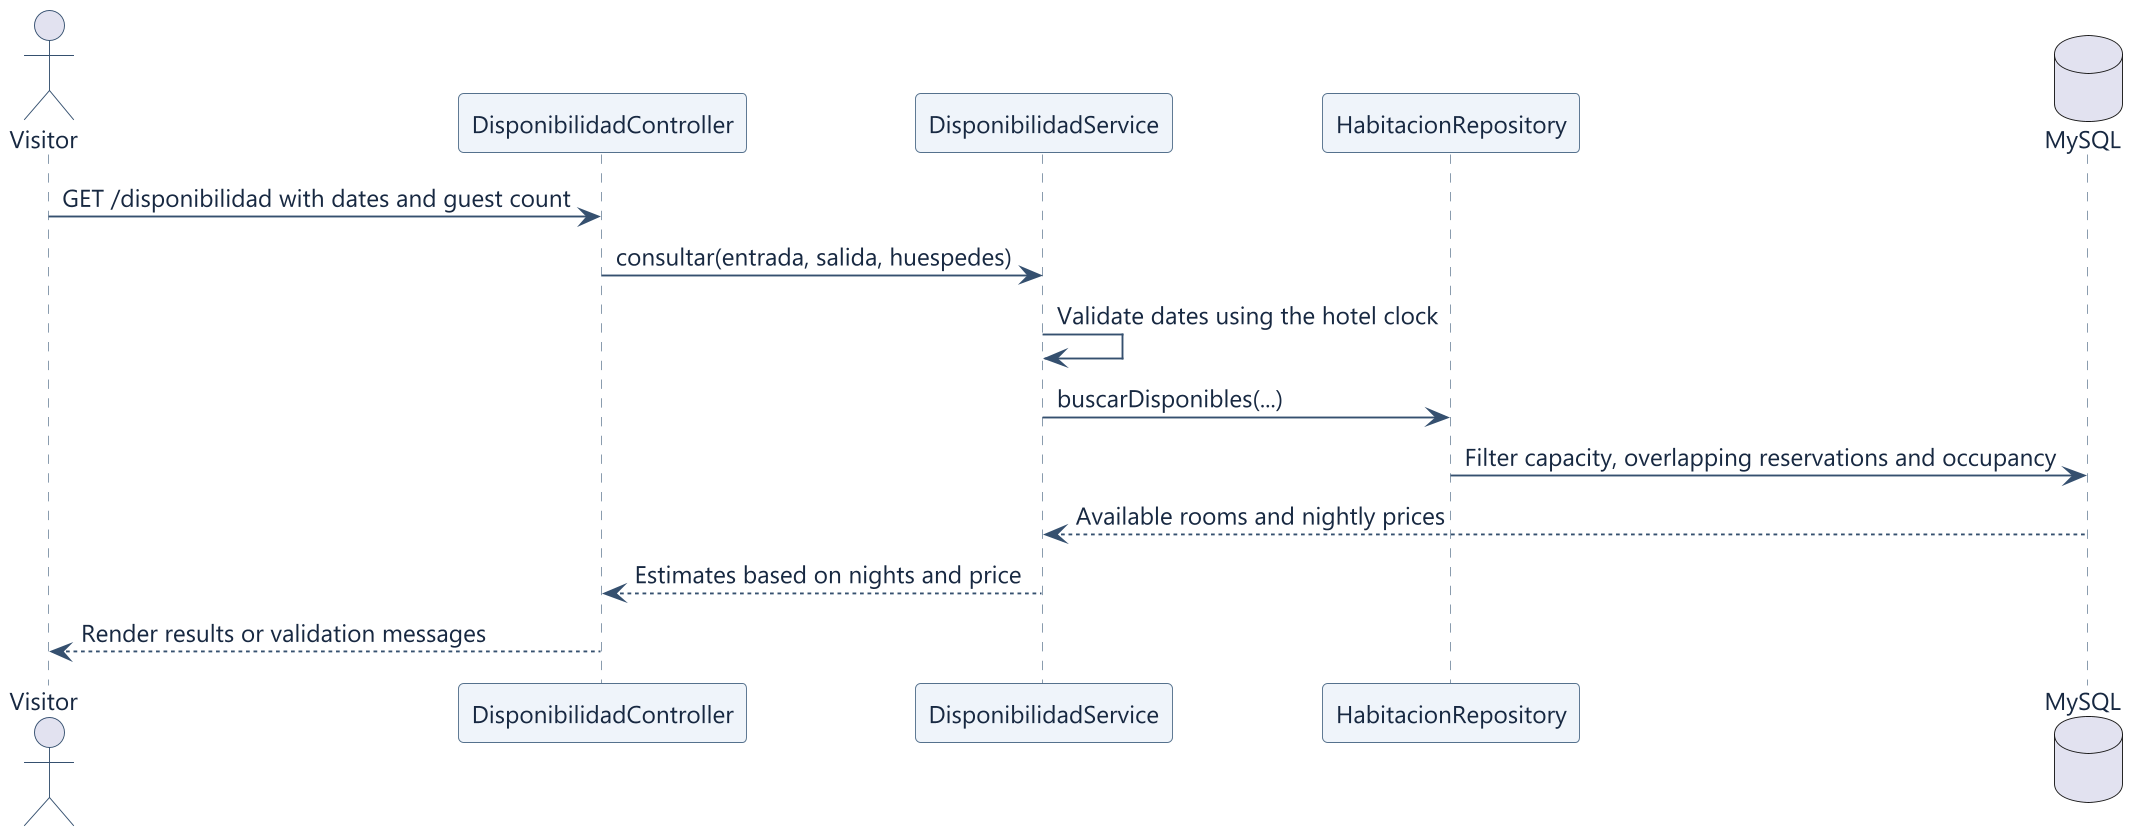 Visitor
DisponibilidadController
DisponibilidadService
HabitacionRepository
MySQL
GET /disponibilidad with dates and guest count
consultar(entrada, salida, huespedes)
Validate dates using the hotel clock
buscarDisponibles(...)
Filter capacity, overlapping reservations and occupancy
Available rooms and nightly prices
Estimates based on nights and price
Render results or validation messages
Visitor
DisponibilidadController
DisponibilidadService
HabitacionRepository
MySQL